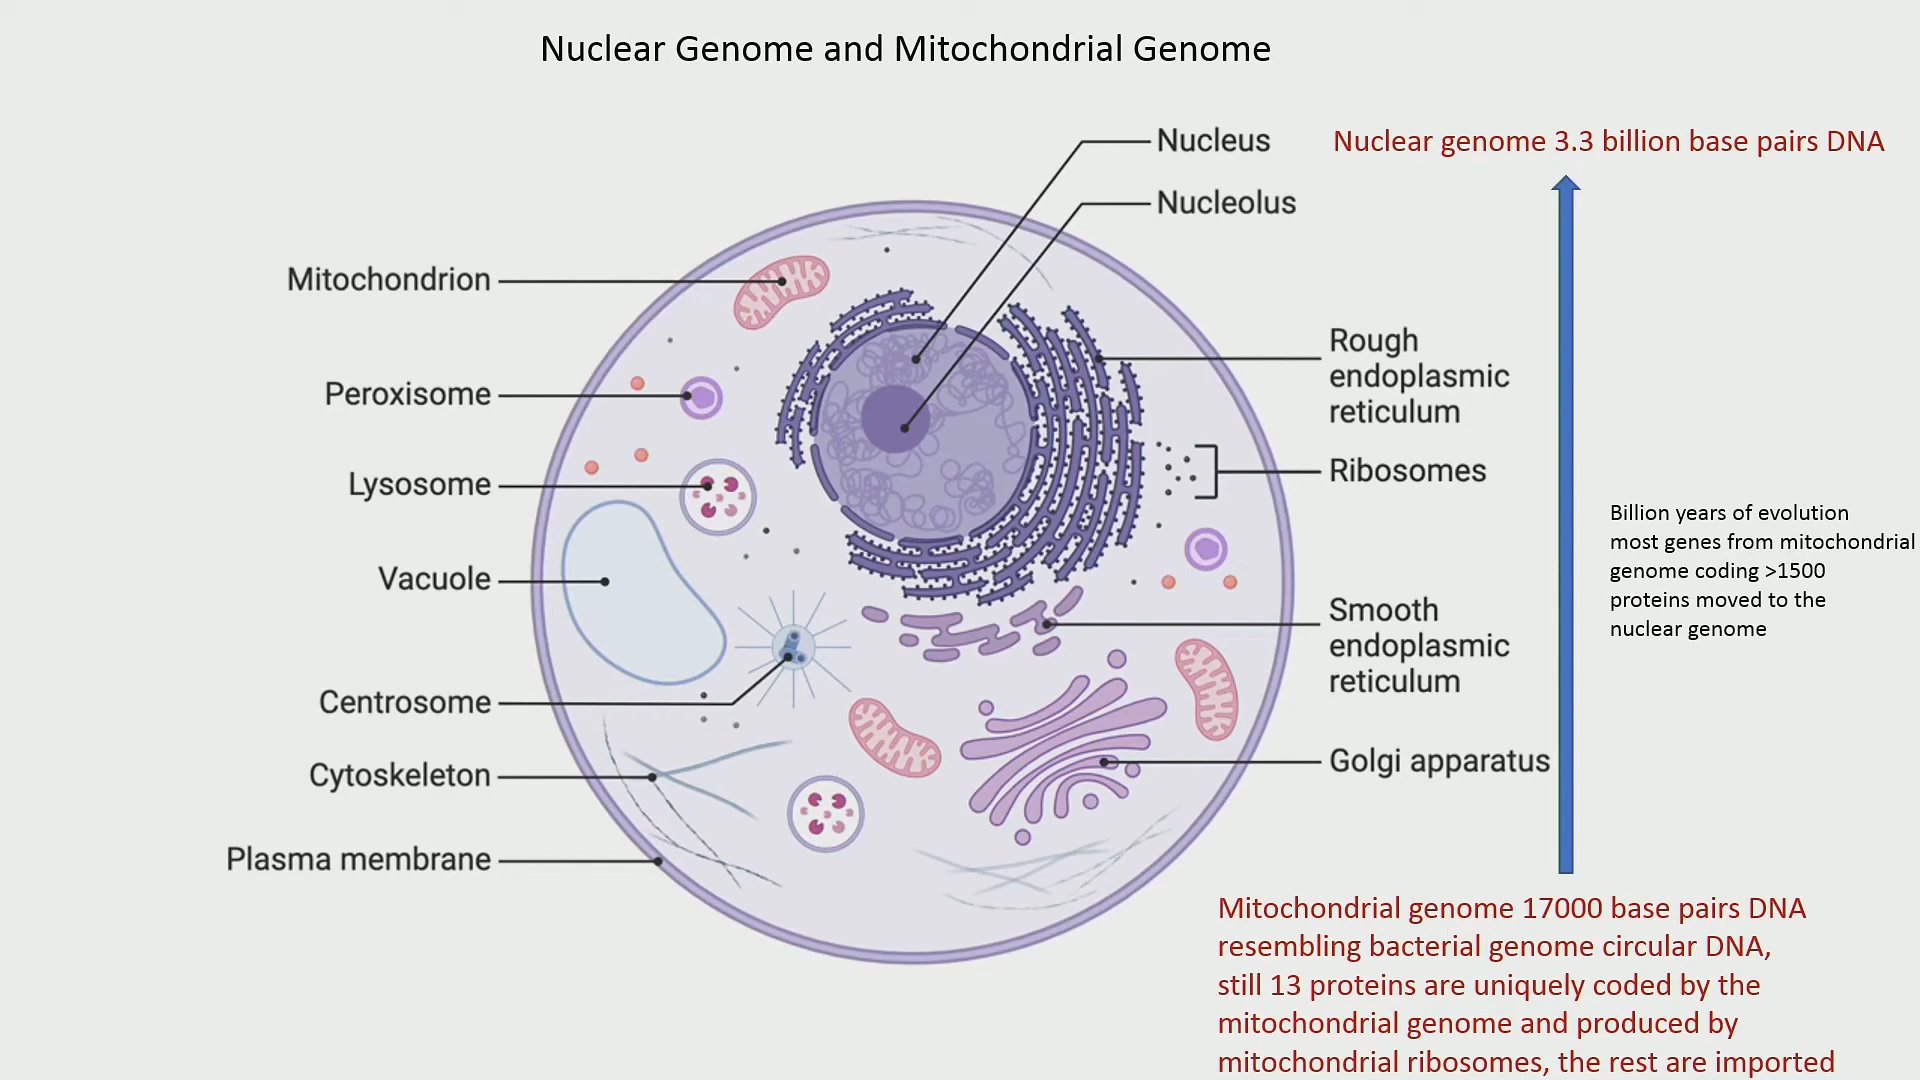 Nuclear Genome and Mitochondrial Genome
Nucleus
Nuclear genome 3.3 billion base pairs DNA
Nucleolus
Mitochondrion
Peroxisome
Lysosome
Vacuole
Centrosome
Cytoskeleton
Plasma membrane
Rough
endoplasmic
reticulum
Ribosomes
Smooth
endoplasmic
reticulum
Golgi apparatus
Billion years of evolution
most genes from mitochondrial
genome coding >1500
proteins moved to the
nuclear genome
Mitochondrial genome 17000 base pairs DNA
resembling bacterial genome circular DNA,
still 13 proteins are uniquely coded by the
mitochondrial genome and produced by
mitochondrial ribosomes, the rest are imported